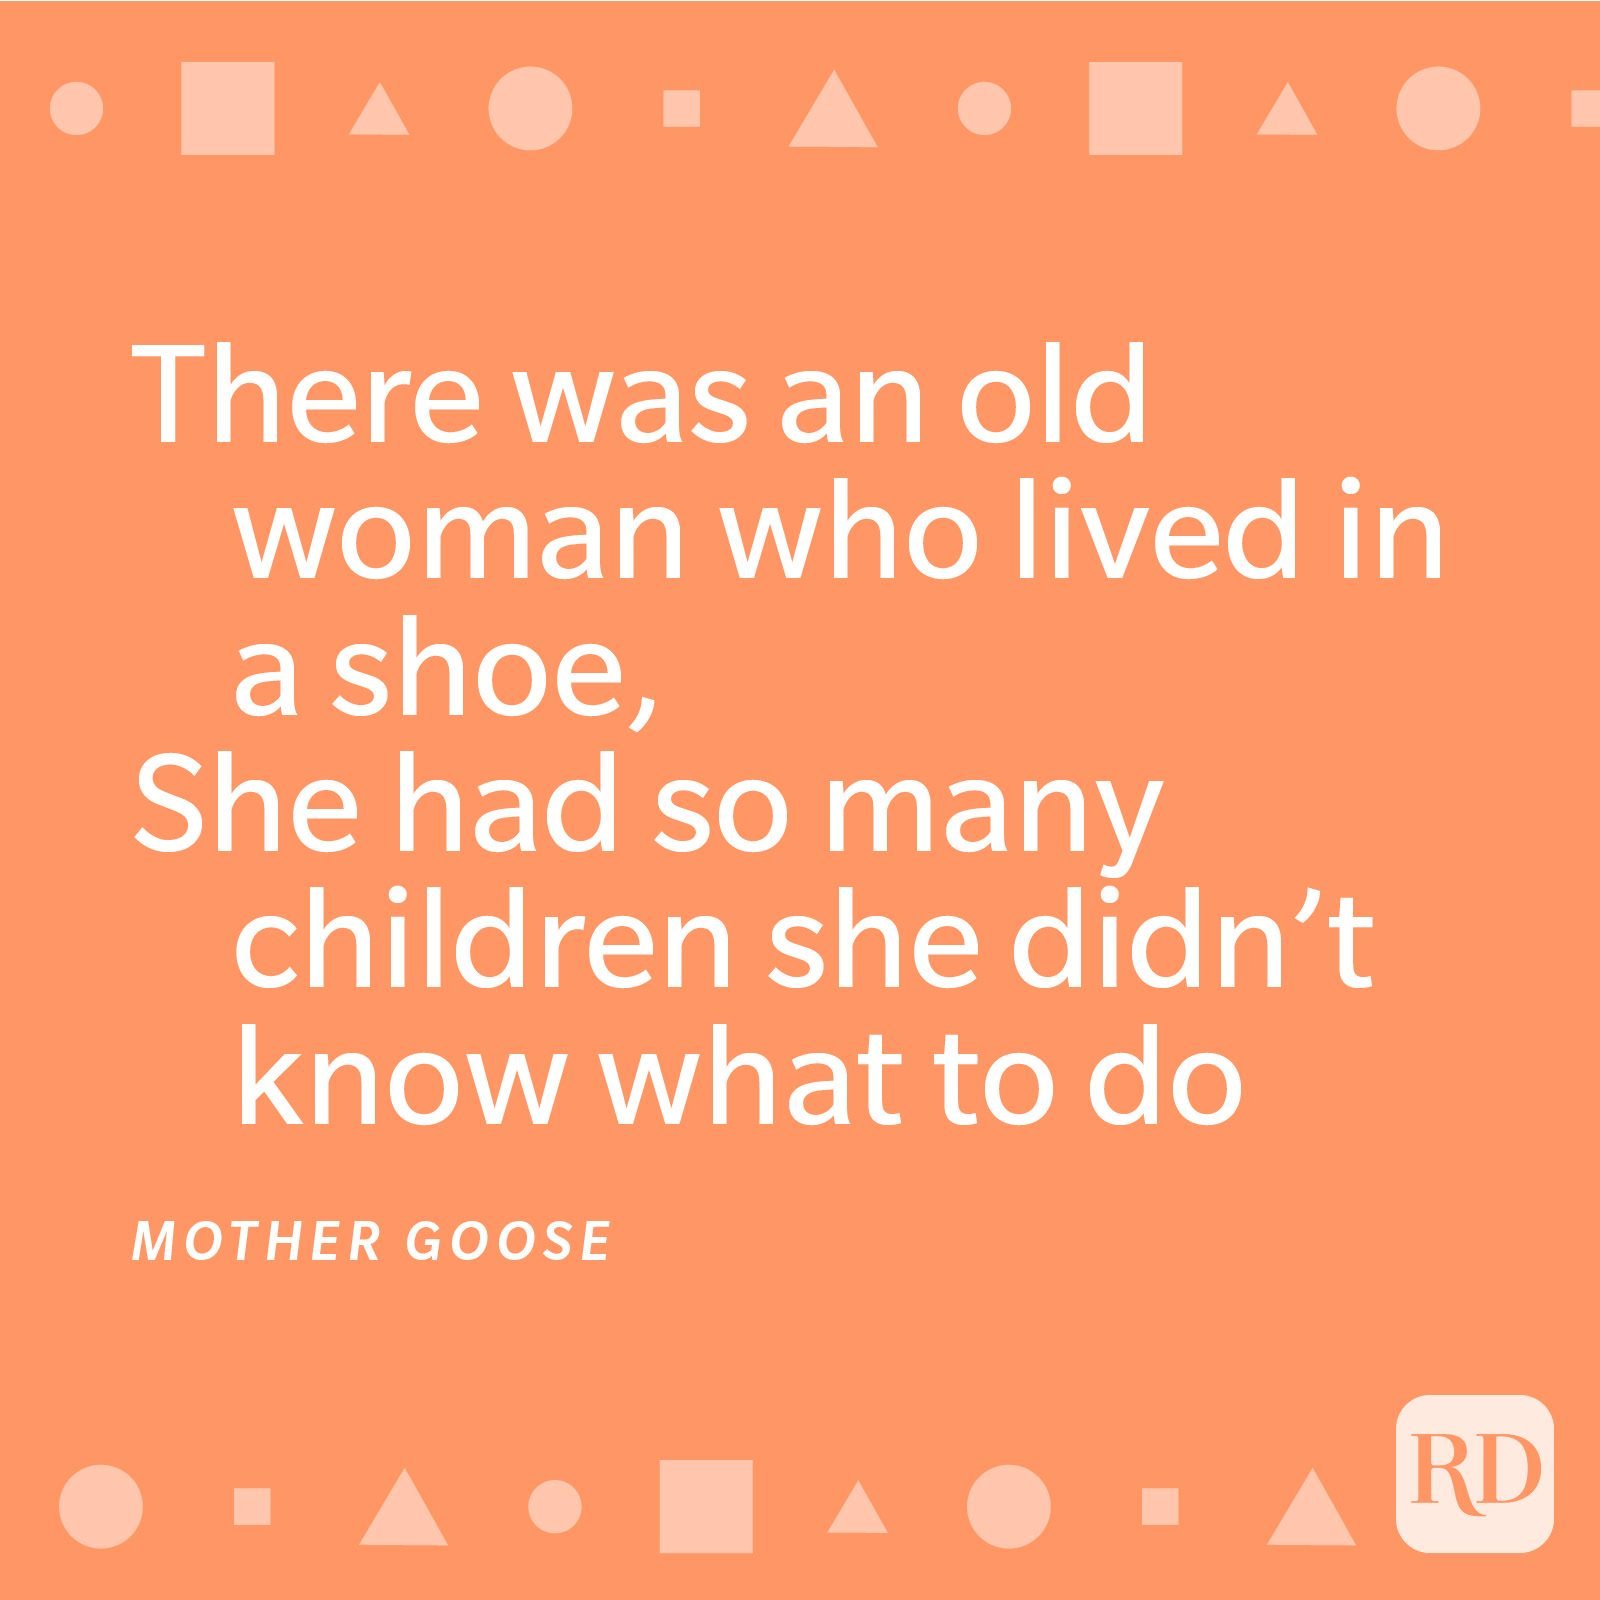 There was an old
woman who lived in
a shoe,
She had so many
children she didn’t
know what to do
MOTHER GOOSE
RD